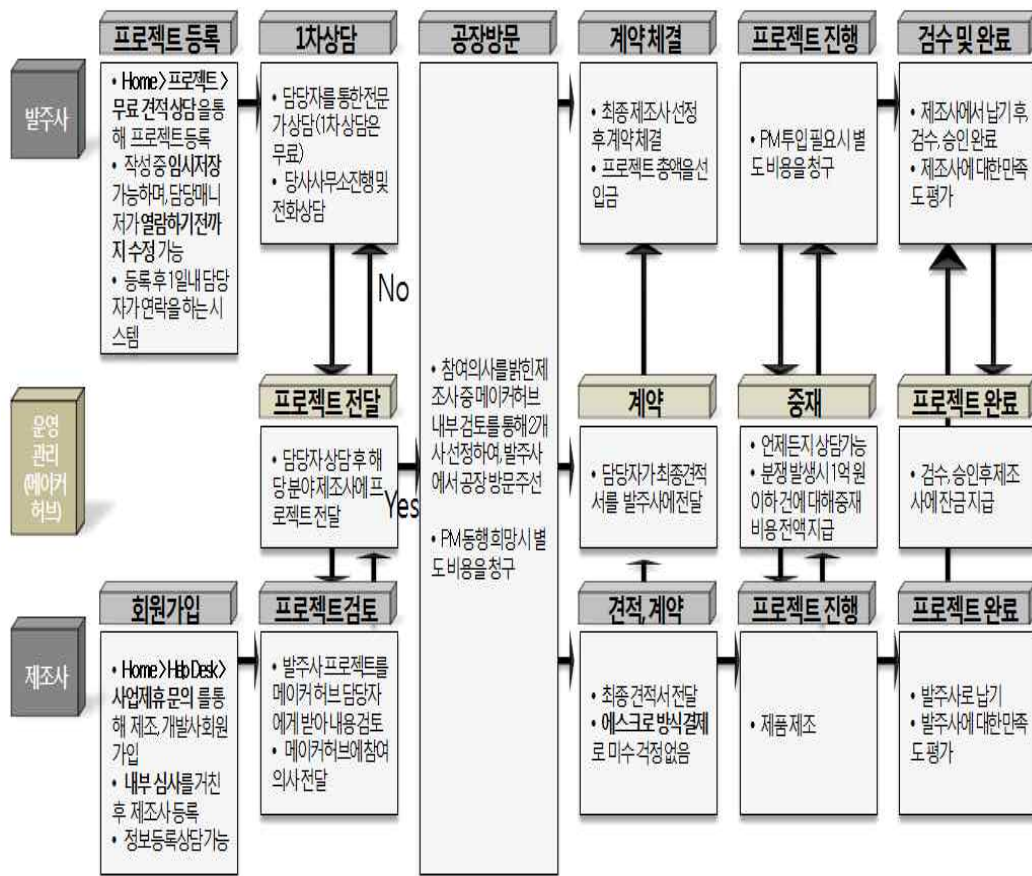 프로젝트 등록
1차상담
공장방문
계약 체결
프로젝트 진행
검수 및 완료
발주사
• Home > 프로젝트 >
무료 견적 상담을 통
해 프로젝트 등록
• 작성 중 임시저장
가능하며, 담당매니
저가 열람하기 전까
지 수정 가능
• 등록 후 1일내 담당
자가 연락을 하는 시
스템
• 담당자를 통한 전문
가 상담(1차 상담은
무료)
• 당사사무소진행 및
전화상담
• 최종 제조사 선정
후 계약 체결
• 프로젝트 총액을 선
입금
• PM 투입 필요시 별
도 비용을 청구
• 제조사에서 납기 후
검수, 승인 완료
• 제조사에 대한 만족
도 평가
No
운영
관리
(메이커
허브)
프로젝트 전달
• 담당자 상담 후 해
당 분야 제조사에 프
로젝트 전달
Yes
• 참여의사를 밝힌 제
조사 중 메이커허브
내부 검토를 통해 2개
사 선정하여, 발주사
에서 공장 방문 주선
• PM 동행 희망시 별
도 비용을 청구
계약
• 담당자가 최종견적
서를 발주사에 전달
중재
• 언제든지 상담가능
• 분쟁 발생시 1억 원
이하 건에 대해 중재
비용 전액 지급
프로젝트 완료
• 검수, 승인후 제조
사에 잔금 지급
제조사
회원가입
• Home > Help Desk >
사업제휴 문의 를 통
해 제조, 개발사 회원
가입
• 내부 심사를 거친
후 제조사 등록
• 정보등록상담 가능
프로젝트검토
• 발주사 프로젝트를
메이커 허브 담당자
에게 받아 내용검토
• 메이커허브에 참여
의사 전달
견적, 계약
• 최종 견적서 전달
• 에스크로 방식 결제
로 미수 걱정 없음
프로젝트 진행
• 제품 제조
프로젝트 완료
• 발주사로 납기
• 발주사에 대한 만족
도 평가